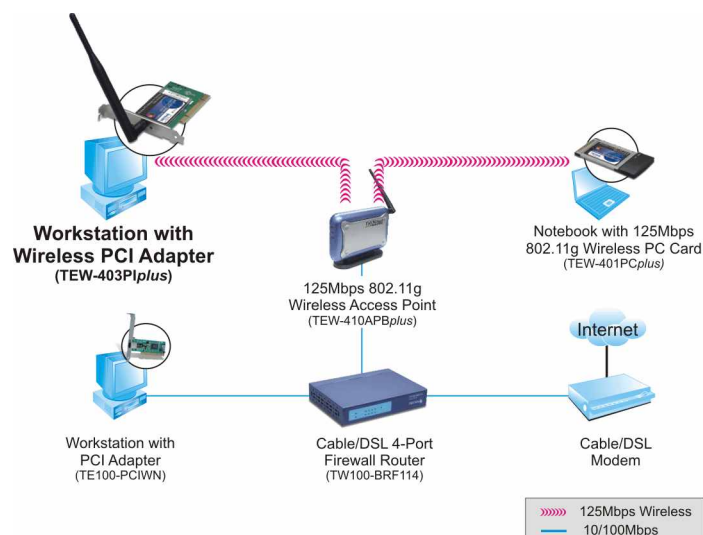 Workstation with
Wireless PCI Adapter
(TEW-403PIplus)
Notebook with 125Mbps
802.11g Wireless PC Card
(TEW-401PCplus)
125Mbps 802.11g
Wireless Access Point
(TEW-410APBplus)
Internet
Workstation with
PCI Adapter
(TE100-PCIWN)
Cable/DSL 4-Port
Firewall Router
(TW100-BRF114)
Cable/DSL
Modem
125Mbps Wireless
10/100Mbps